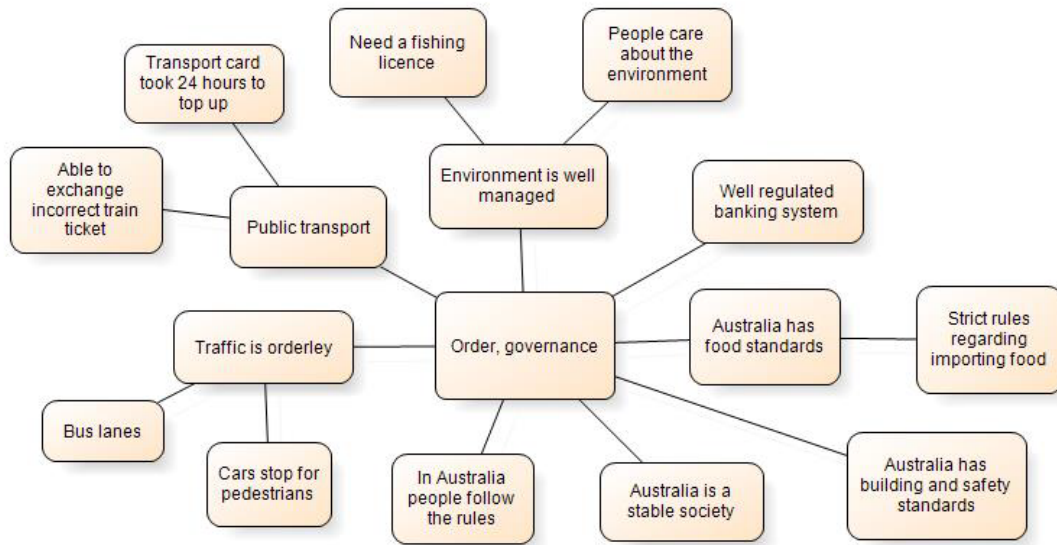 Need a fishing
licence
People care
about the
environment
Transport card
took 24 hours to
top up
Able to
exchange
incorrect train
ticket
Public transport
Environment is well
managed
Well regulated
banking system
Traffic is orderley
Order, governance
Australia has
food standards
Strict rules
regarding
importing food
Bus lanes
Cars stop for
pedestrians
In Australia
people follow
the rules
Australia is a
stable society
Australia has
building and safety
standards